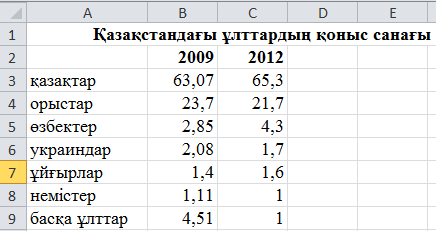 A B C D E
1 Қазақстандағы ұлттардың қоныс санағы
2 2009 2012
3 қазақтар 63,07 65,3
4 орыстар 23,7 21,7
5 өзбектер 2,85 4,3
6 украиндар 2,08 1,7
7 ұйғырлар 1,4 1,6
8 немістер 1,11 1
9 басқа ұлттар 4,51 1